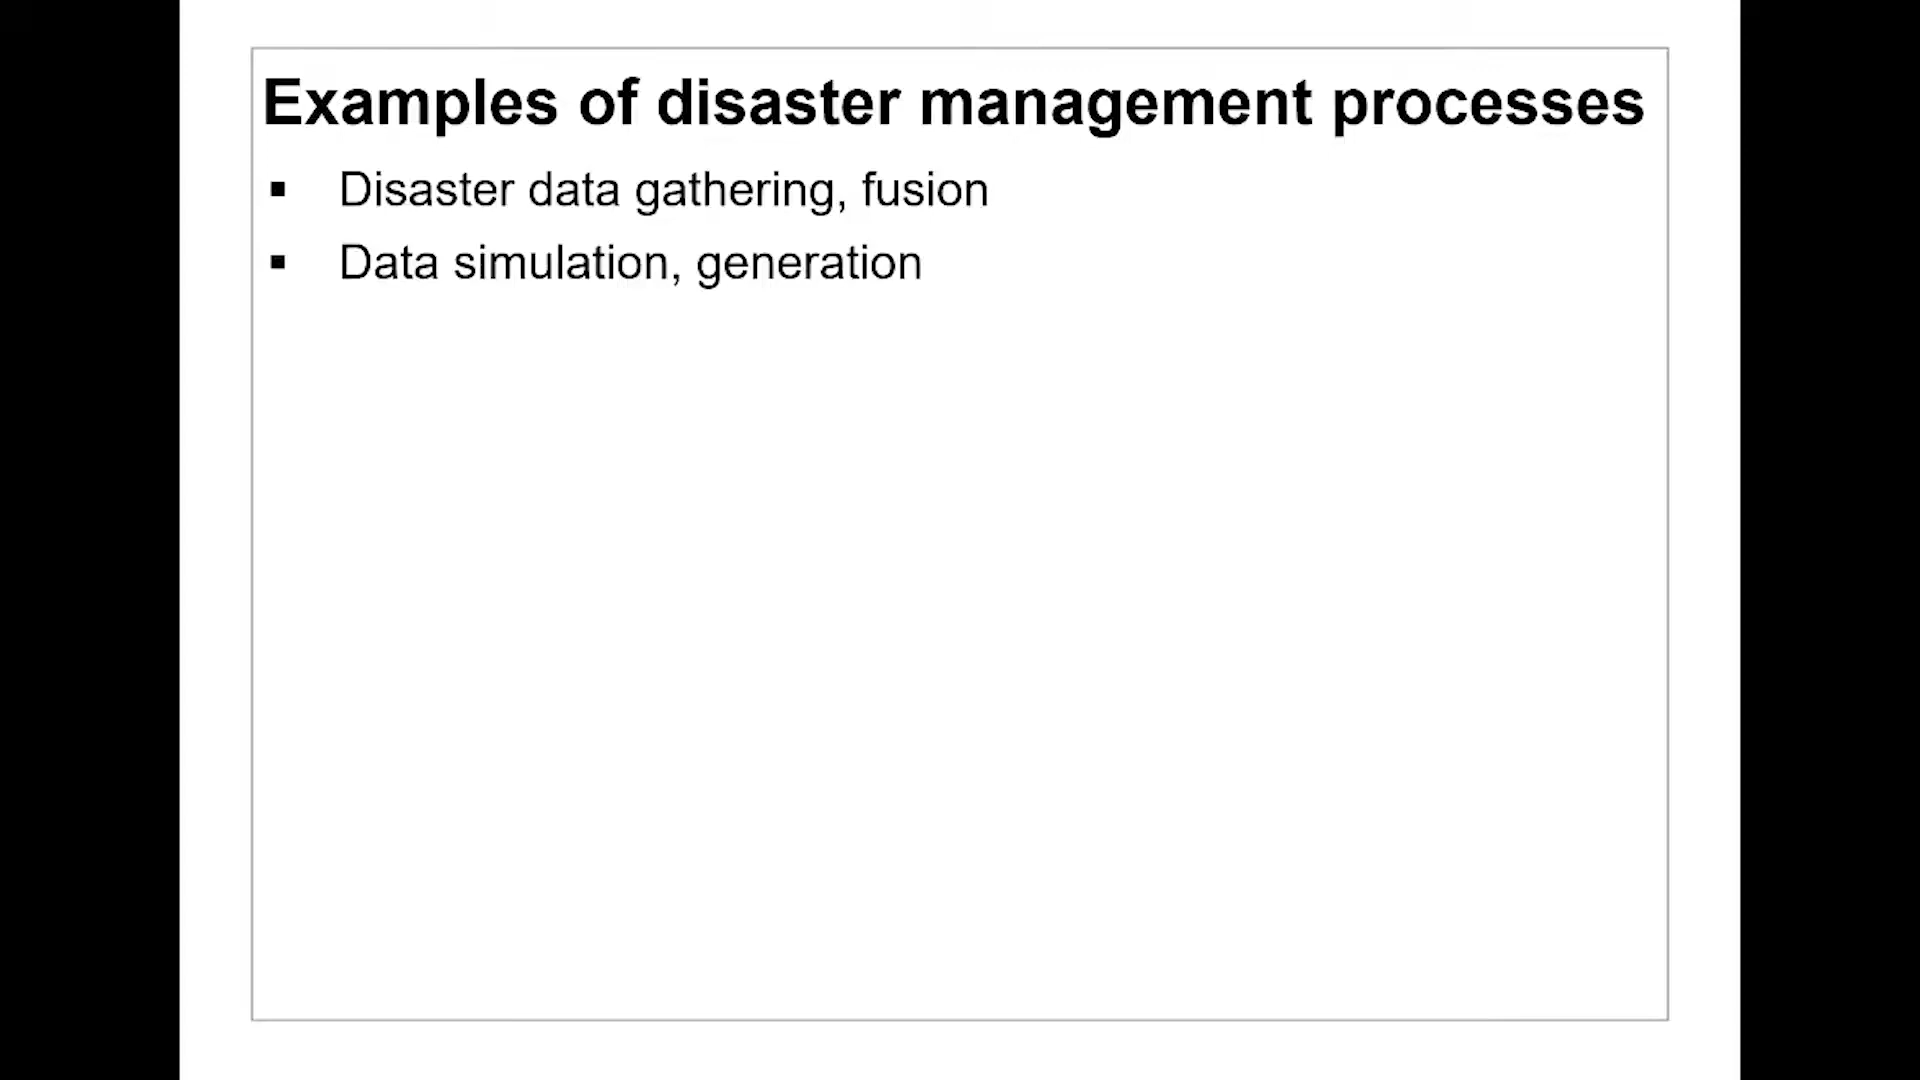 Examples of disaster management processes
▪ Disaster data gathering, fusion
▪ Data simulation, generation